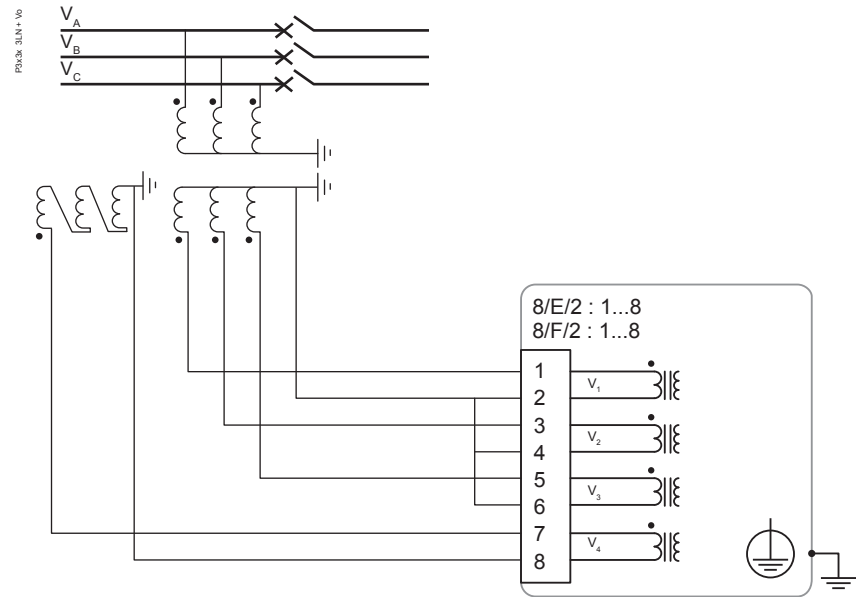 P3x3x 3LN + Vo
VA
VB
VC
8/E/2 : 1...8
8/F/2 : 1...8
1
2
3
4
5
6
7
8
V1
V2
V3
V4